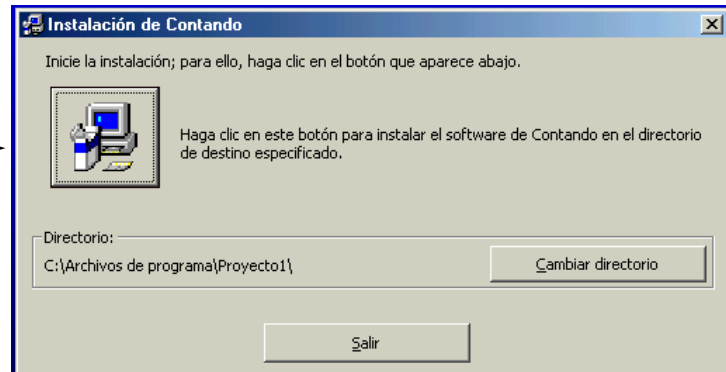 Instalación de Contando
Inicie la instalación; para ello, haga clic en el botón que aparece abajo.
Haga clic en este botón para instalar el software de Contando en el directorio
de destino especificado.
Directorio:
C:\Archivos de programa\Proyecto1\
Cambiar directorio
Salir